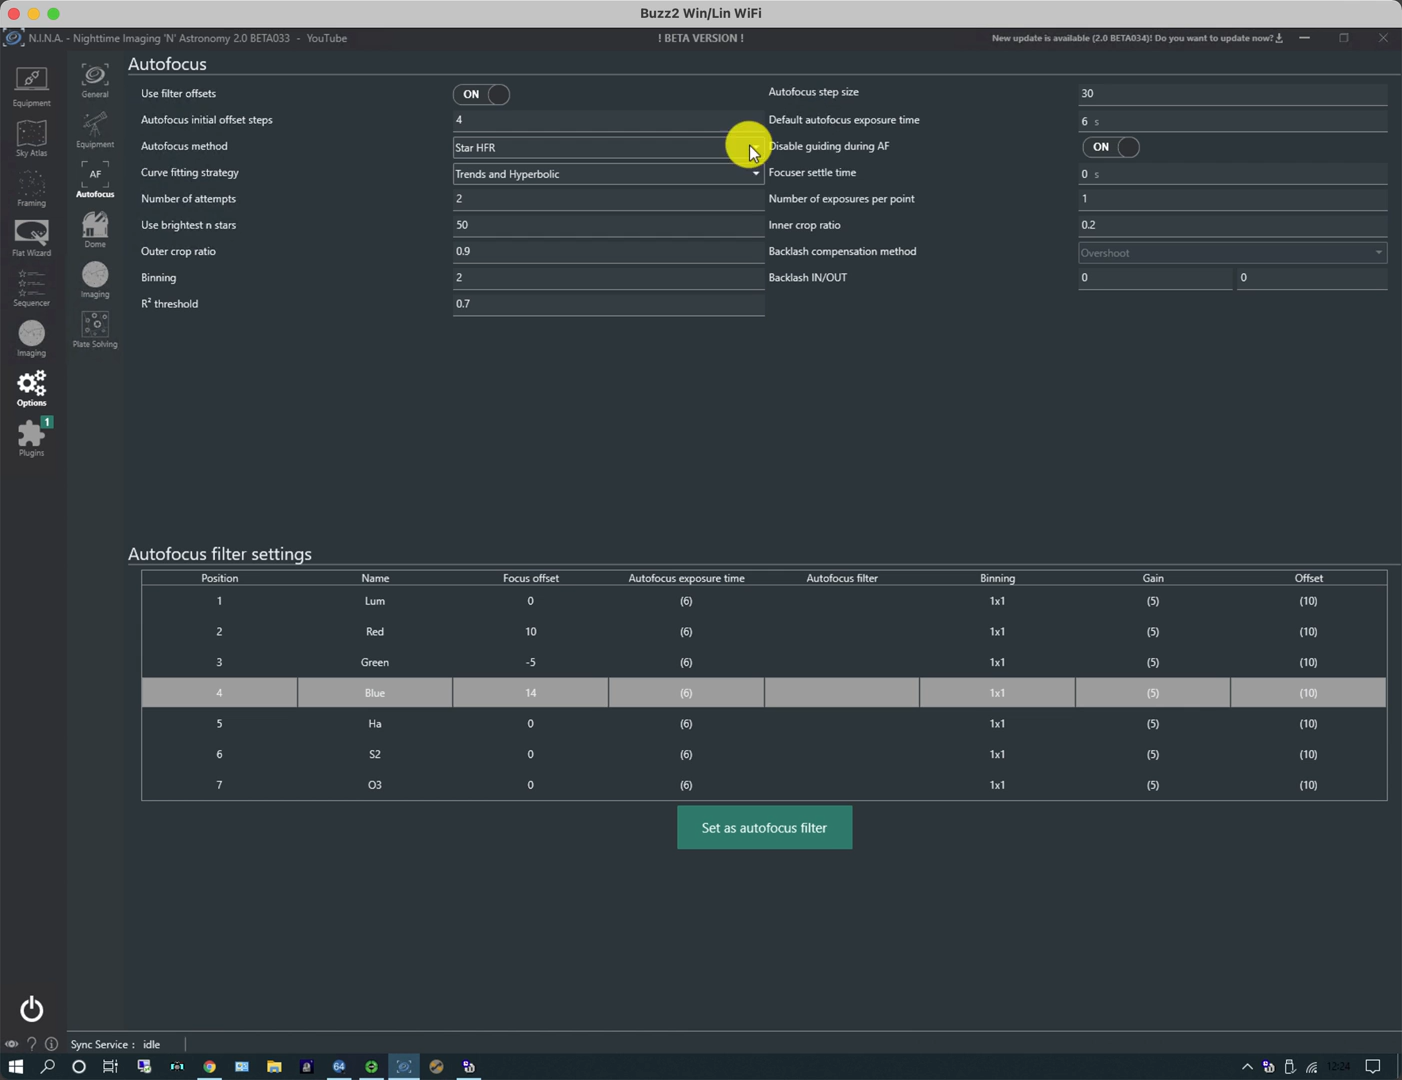 Buzz2 Win/Lin WiFi
N.I.N.A. - Nighttime Imaging 'N' Astronomy 2.0 BETA033 - YouTube
! BETA VERSION !
New update is available (2.0 BETA034)! Do you want to update now?
Equipment
Sky Atlas
Framing
Flat Wizard
Sequencer
Imaging
Options
1
Plugins
General
Equipment
AF
Autofocus
Dome
Imaging
Plate Solving
Autofocus
Use filter offsets ON
Autofocus step size 30
Autofocus initial offset steps 4
Default autofocus exposure time 6 s
Autofocus method Star HFR
Disable guiding during AF ON
Curve fitting strategy Trends and Hyperbolic
Focuser settle time 0 s
Number of attempts 2
Number of exposures per point 1
Use brightest n stars 50
Inner crop ratio 0.2
Outer crop ratio 0.9
Backlash compensation method Overshoot
Binning 2
Backlash IN/OUT 0 0
R² threshold 0.7
Autofocus filter settings
Position Name Focus offset Autofocus exposure time Autofocus filter Binning Gain Offset
1 Lum 0 (6) 1x1 (5) (10)
2 Red 10 (6) 1x1 (5) (10)
3 Green -5 (6) 1x1 (5) (10)
4 Blue 14 (6) 1x1 (5) (10)
5 Ha 0 (6) 1x1 (5) (10)
6 S2 0 (6) 1x1 (5) (10)
7 O3 0 (6) 1x1 (5) (10)
Set as autofocus filter
Sync Service : idle
64
12:24